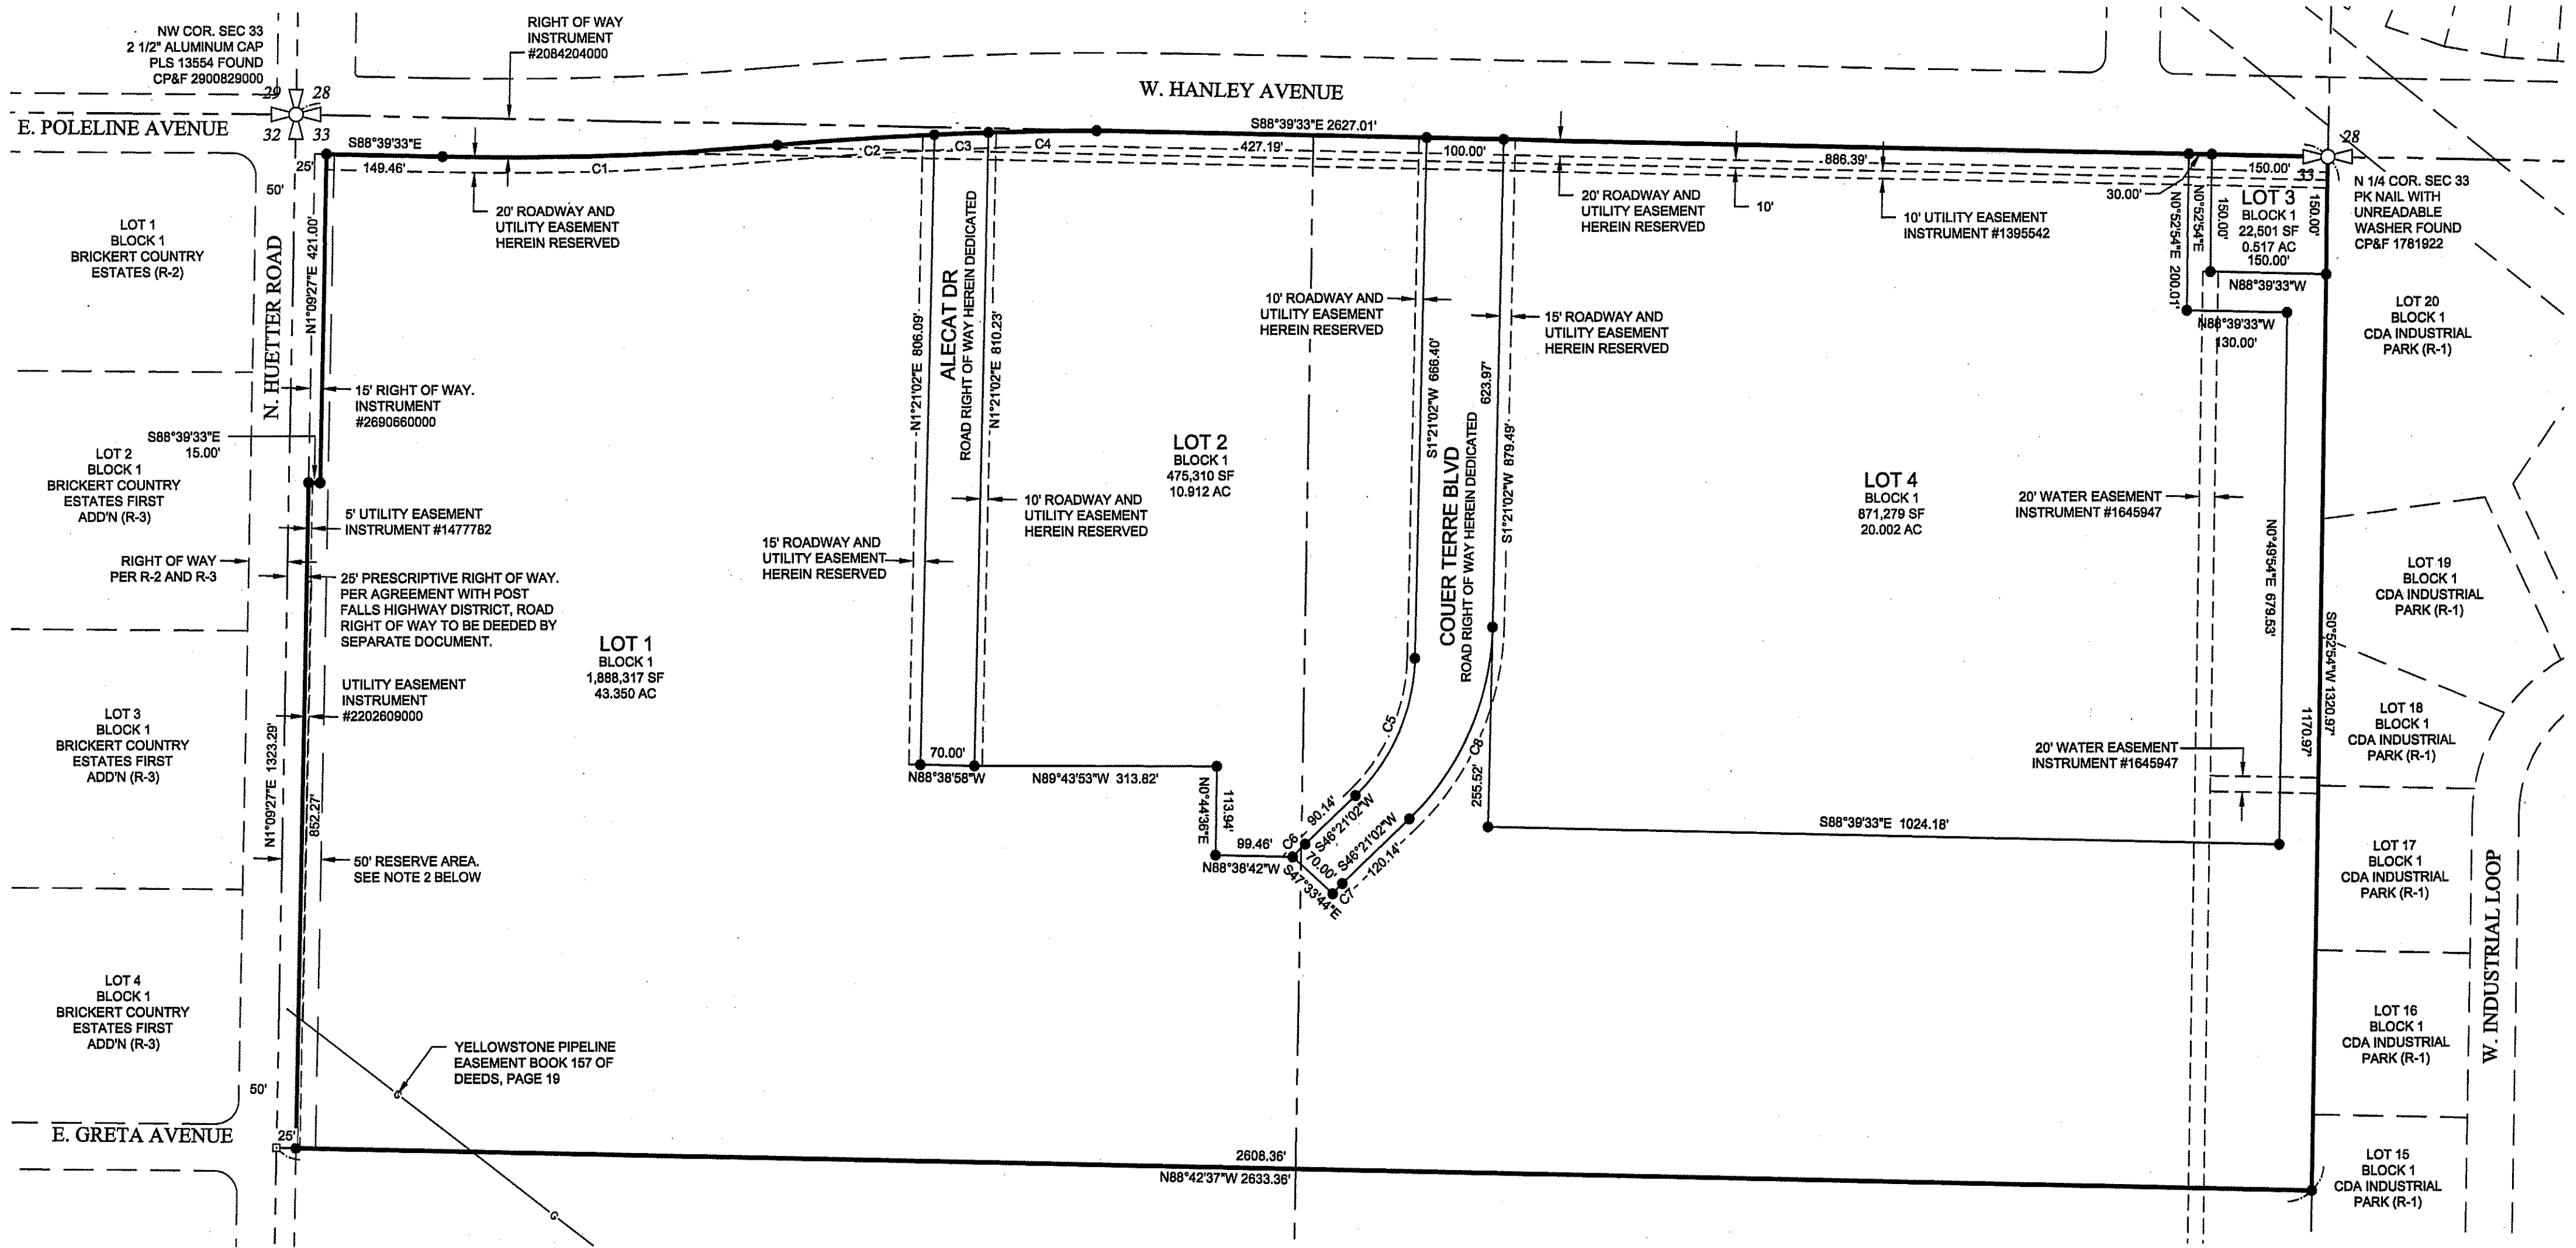 NW COR. SEC 33
2 1/2" ALUMINUM CAP
PLS 13554 FOUND
CP&F 2900829000
RIGHT OF WAY
INSTRUMENT
#2084204000
29
28
32
33
E. POLELINE AVENUE
W. HANLEY AVENUE
S88°39'33"E 2627.01'
S88°39'33"E
149.46'
25'
50'
C1
C2
C3
C4
427.19'
100.00'
886.39'
30.00'
150.00'
28
33
N 1/4 COR. SEC 33
PK NAIL WITH
UNREADABLE
WASHER FOUND
CP&F 1781922
20' ROADWAY AND
UTILITY EASEMENT
HEREIN RESERVED
20' ROADWAY AND
UTILITY EASEMENT
HEREIN RESERVED
10'
10' UTILITY EASEMENT
INSTRUMENT #1395542
LOT 3
BLOCK 1
22,501 SF
0.517 AC
150.00'
N88°39'33"W
150.00'
150.00'
N0°52'54"E
N0°52'54"E 200.01'
N88°39'33"W
130.00'
LOT 1
BLOCK 1
BRICKERT COUNTRY
ESTATES (R-2)
N. HUETTER ROAD
N1°09'27"E 421.00'
15' RIGHT OF WAY.
INSTRUMENT
#2690660000
S88°39'33"E
15.00'
LOT 2
BLOCK 1
BRICKERT COUNTRY
ESTATES FIRST
ADD'N (R-3)
5' UTILITY EASEMENT
INSTRUMENT #1477782
RIGHT OF WAY
PER R-2 AND R-3
25' PRESCRIPTIVE RIGHT OF WAY.
PER AGREEMENT WITH POST
FALLS HIGHWAY DISTRICT, ROAD
RIGHT OF WAY TO BE DEEDED BY
SEPARATE DOCUMENT.
UTILITY EASEMENT
INSTRUMENT
#2202609000
LOT 3
BLOCK 1
BRICKERT COUNTRY
ESTATES FIRST
ADD'N (R-3)
N1°09'27"E 1323.29'
852.27'
50' RESERVE AREA.
SEE NOTE 2 BELOW
LOT 4
BLOCK 1
BRICKERT COUNTRY
ESTATES FIRST
ADD'N (R-3)
50'
E. GRETA AVENUE
25'
YELLOWSTONE PIPELINE
EASEMENT BOOK 157 OF
DEEDS, PAGE 19
G
G
LOT 1
BLOCK 1
1,888,317 SF
43.350 AC
N1°21'02"E 806.09'
ALECAT DR
ROAD RIGHT OF WAY HEREIN DEDICATED
N1°21'02"E 810.23'
15' ROADWAY AND
UTILITY EASEMENT
HEREIN RESERVED
10' ROADWAY AND
UTILITY EASEMENT
HEREIN RESERVED
70.00'
N88°38'58"W
N89°43'53"W 313.82'
LOT 2
BLOCK 1
475,310 SF
10.912 AC
10' ROADWAY AND
UTILITY EASEMENT
HEREIN RESERVED
S1°21'02"W 666.40'
COUER TERRE BLVD
ROAD RIGHT OF WAY HEREIN DEDICATED
623.97'
S1°21'02"W 879.49'
15' ROADWAY AND
UTILITY EASEMENT
HEREIN RESERVED
113.94'
N0°44'36"E
99.46'
N88°38'42"W
C6
90.14'
S46°21'02"W
C5
70.00'
S47°33'44"E
S46°21'02"W
120.14'
C7
C8
255.52'
LOT 4
BLOCK 1
871,279 SF
20.002 AC
S88°39'33"E 1024.18'
20' WATER EASEMENT
INSTRUMENT #1645947
N0°49'54"E 679.53'
20' WATER EASEMENT
INSTRUMENT #1645947
S0°52'54"W 1320.97'
1170.97'
LOT 20
BLOCK 1
CDA INDUSTRIAL
PARK (R-1)
LOT 19
BLOCK 1
CDA INDUSTRIAL
PARK (R-1)
LOT 18
BLOCK 1
CDA INDUSTRIAL
PARK (R-1)
LOT 17
BLOCK 1
CDA INDUSTRIAL
PARK (R-1)
LOT 16
BLOCK 1
CDA INDUSTRIAL
PARK (R-1)
LOT 15
BLOCK 1
CDA INDUSTRIAL
PARK (R-1)
W. INDUSTRIAL LOOP
2608.36'
N88°42'37"W 2633.36'